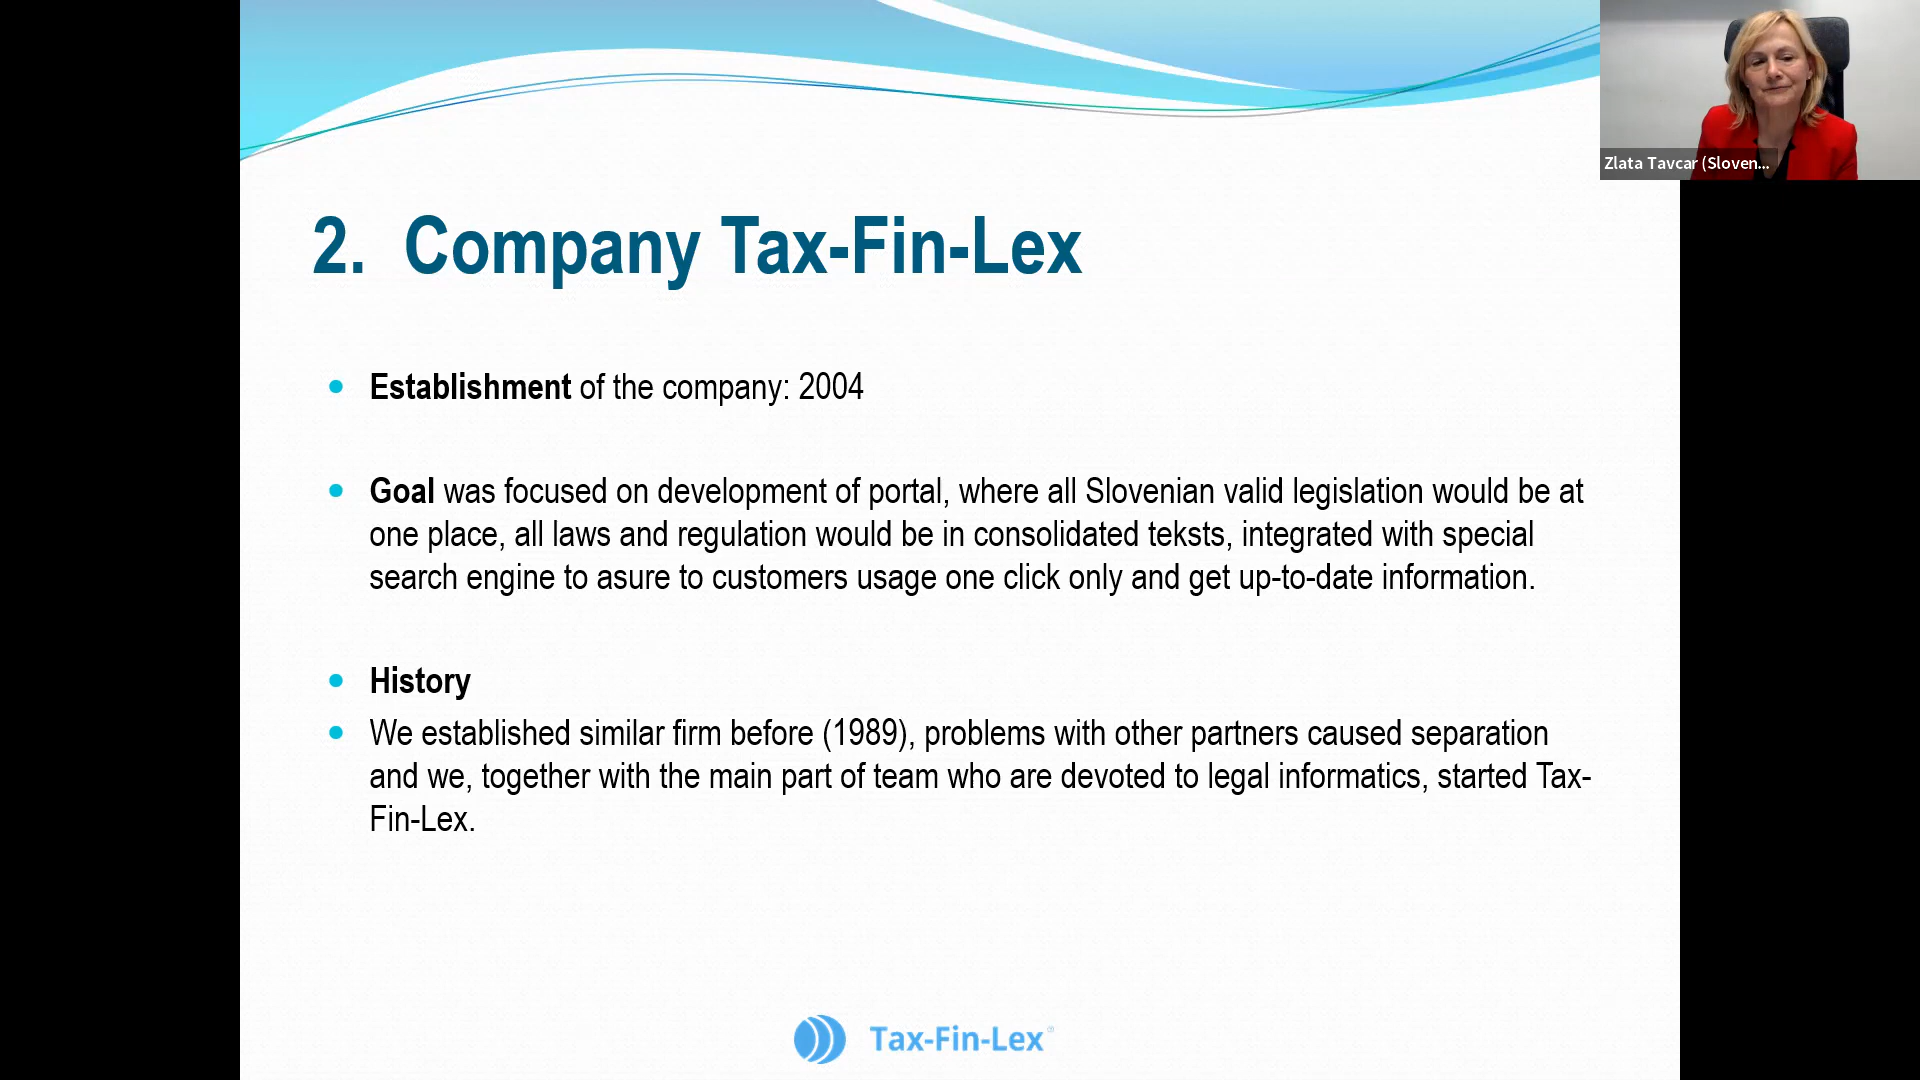 Zlata Tavcar (Sloven...
2. Company Tax-Fin-Lex
Establishment of the company: 2004
Goal was focused on development of portal, where all Slovenian valid legislation would be at
one place, all laws and regulation would be in consolidated teksts, integrated with special
search engine to asure to customers usage one click only and get up-to-date information.
History
We established similar firm before (1989), problems with other partners caused separation
and we, together with the main part of team who are devoted to legal informatics, started Tax-
Fin-Lex.
Tax-Fin-Lex®